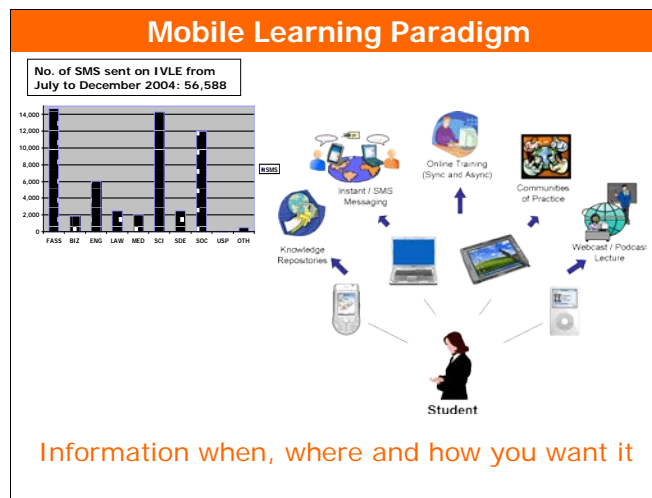 Mobile Learning Paradigm
No. of SMS sent on IVLE from
July to December 2004: 56,588
14,000
12,000
10,000
8,000
6,000
4,000
2,000
0
FASS BIZ ENG LAW MED SCI SDE SOC USP OTH
#SMS
Instant / SMS
Messaging
Online Training
(Sync and Async)
Communities
of Practice
Knowledge
Repositories
Webcast / Podcast
Lecture
Student
Information when, where and how you want it